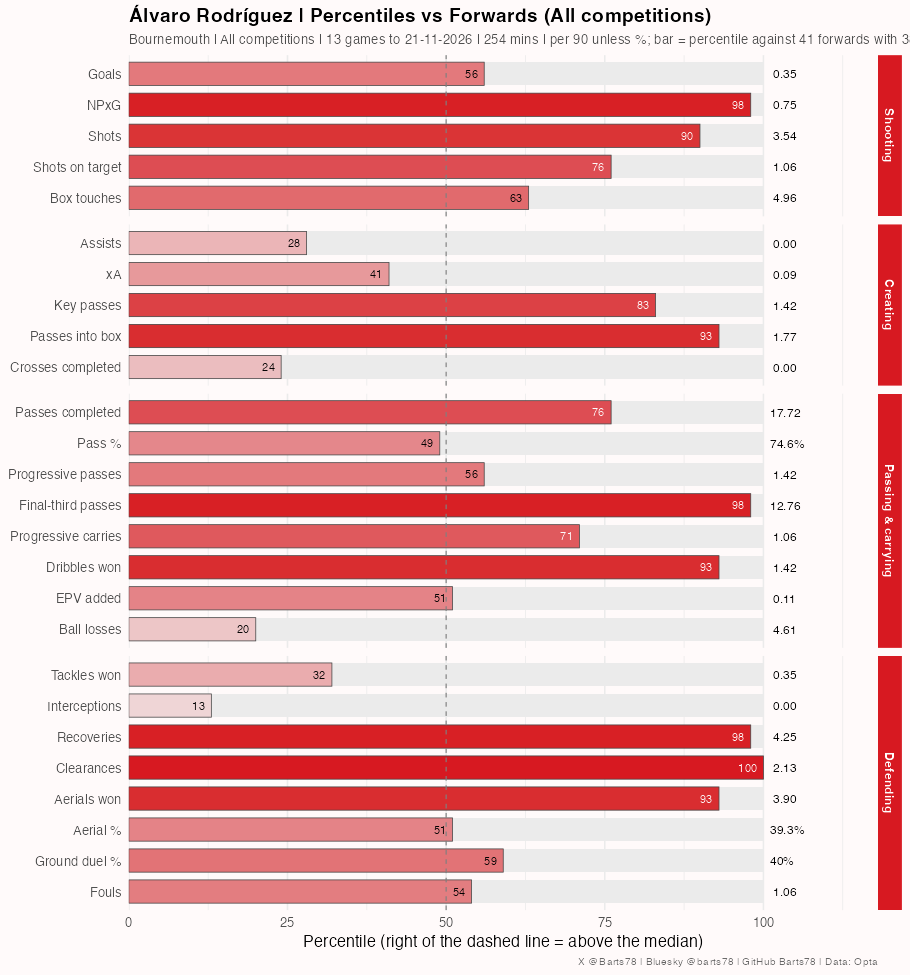 Álvaro Rodríguez | Percentiles vs Forwards (All competitions)
Bournemouth | All competitions | 13 games to 21-11-2026 | 254 mins | per 90 unless %; bar = percentile against 41 forwards with 3
Goals 56 0.35
NPxG 98 0.75
Shots 90 3.54
Shots on target 76 1.06
Box touches 63 4.96
Shooting
Assists 28 0.00
xA 41 0.09
Key passes 83 1.42
Passes into box 93 1.77
Crosses completed 24 0.00
Creating
Passes completed 76 17.72
Pass % 49 74.6%
Progressive passes 56 1.42
Final-third passes 98 12.76
Progressive carries 71 1.06
Dribbles won 93 1.42
EPV added 51 0.11
Ball losses 20 4.61
Passing & carrying
Tackles won 32 0.35
Interceptions 13 0.00
Recoveries 98 4.25
Clearances 100 2.13
Aerials won 93 3.90
Aerial % 51 39.3%
Ground duel % 59 40%
Fouls 54 1.06
Defending
0 25 50 75 100
Percentile (right of the dashed line = above the median)
X @Barts78 | Bluesky @barts78 | GitHub Barts78 | Data: Opta